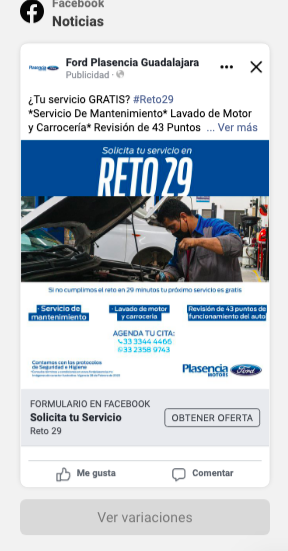 Facebook
Noticias
Ford Plasencia Guadalajara
Publicidad
¿Tu servicio GRATIS? #Reto29
*Servicio De Mantenimiento* Lavado de Motor
y Carrocería* Revisión de 43 Puntos ... Ver más
Solicita tu servicio en
RETO 29
Si no cumplimos el reto en 29 minutos tu próximo servicio es gratis
- Servicio de mantenimiento
- Lavado de motor y carrocería
Revisión de 43 puntos de funcionamiento del auto
AGENDA TU CITA:
33 3344 4466
33 2358 9743
Contamos con los protocolos
de Seguridad e Higiene
Plasencia
MOTORS
Ford
FORMULARIO EN FACEBOOK
Solicita tu Servicio
Reto 29
OBTENER OFERTA
Me gusta
Comentar
Ver variaciones